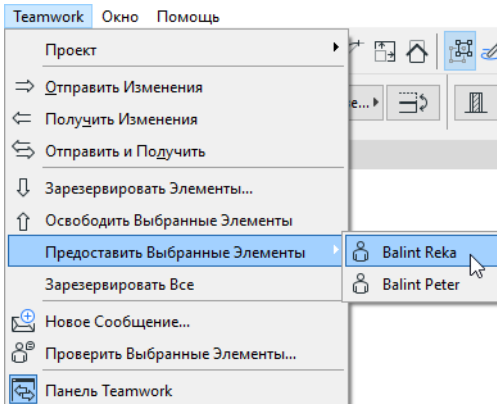 Teamwork Окно Помощь
Проект
Отправить Изменения
Получить Изменения
е...
Отправить и Получить
Зарезервировать Элементы...
Освободить Выбранные Элементы
Предоставить Выбранные Элементы
Balint Reka
Зарезервировать Все
Balint Peter
Новое Сообщение...
Проверить Выбранные Элементы...
Панель Teamwork